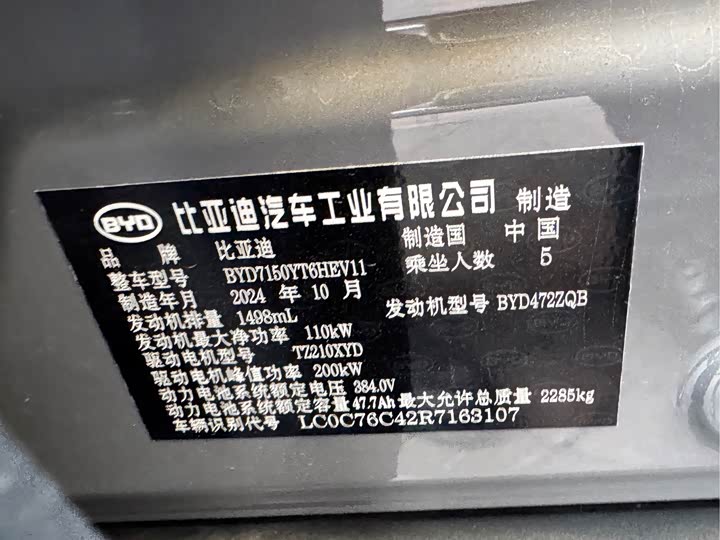 BYD 比亚迪汽车工业有限公司 制造
品牌 比亚迪 制造国 中国
整车型号 BYD7150YT6HEV11 乘坐人数 5
制造年月 2024 年 10 月
发动机排量 1498mL 发动机型号 BYD472ZQB
发动机最大净功率 110kW
驱动电机型号 TZ210XYD
驱动电机峰值功率 200kW
动力电池系统额定电压 384.0V
动力电池系统额定容量 47.7Ah 最大允许总质量 2285kg
车辆识别代号 LC0C76C42R7163107